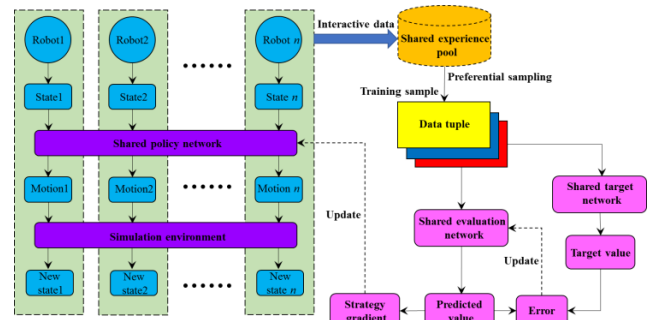 Robot1
Robot2
Robot n
Interactive data
Shared experience
pool
State1
State2
State n
Preferential sampling
Training sample
Data tuple
Shared policy network
Motion1
Motion2
Motion n
Shared target
network
Update
Shared evaluation
network
Simulation environment
Target value
Update
New
state1
New
state2
New
state n
Strategy
gradient
Predicted
value
Error